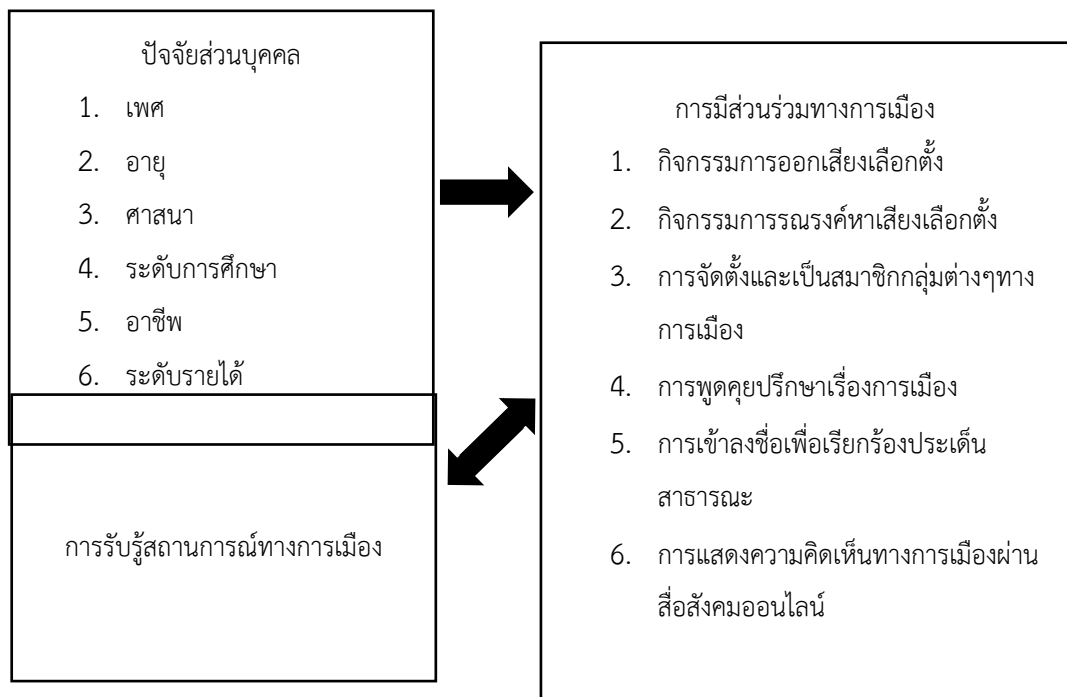 ปัจจัยส่วนบุคคล
1. เพศ
2. อายุ
3. ศาสนา
4. ระดับการศึกษา
5. อาชีพ
6. ระดับรายได้
การรับรู้สถานการณ์ทางการเมือง
การมีส่วนร่วมทางการเมือง
1. กิจกรรมการออกเสียงเลือกตั้ง
2. กิจกรรมการรณรงค์หาเสียงเลือกตั้ง
3. การจัดตั้งและเป็นสมาชิกกลุ่มต่างๆทาง
การเมือง
4. การพูดคุยปรึกษาเรื่องการเมือง
5. การเข้าลงชื่อเพื่อเรียกร้องประเด็น
สาธารณะ
6. การแสดงความคิดเห็นทางการเมืองผ่าน
สื่อสังคมออนไลน์